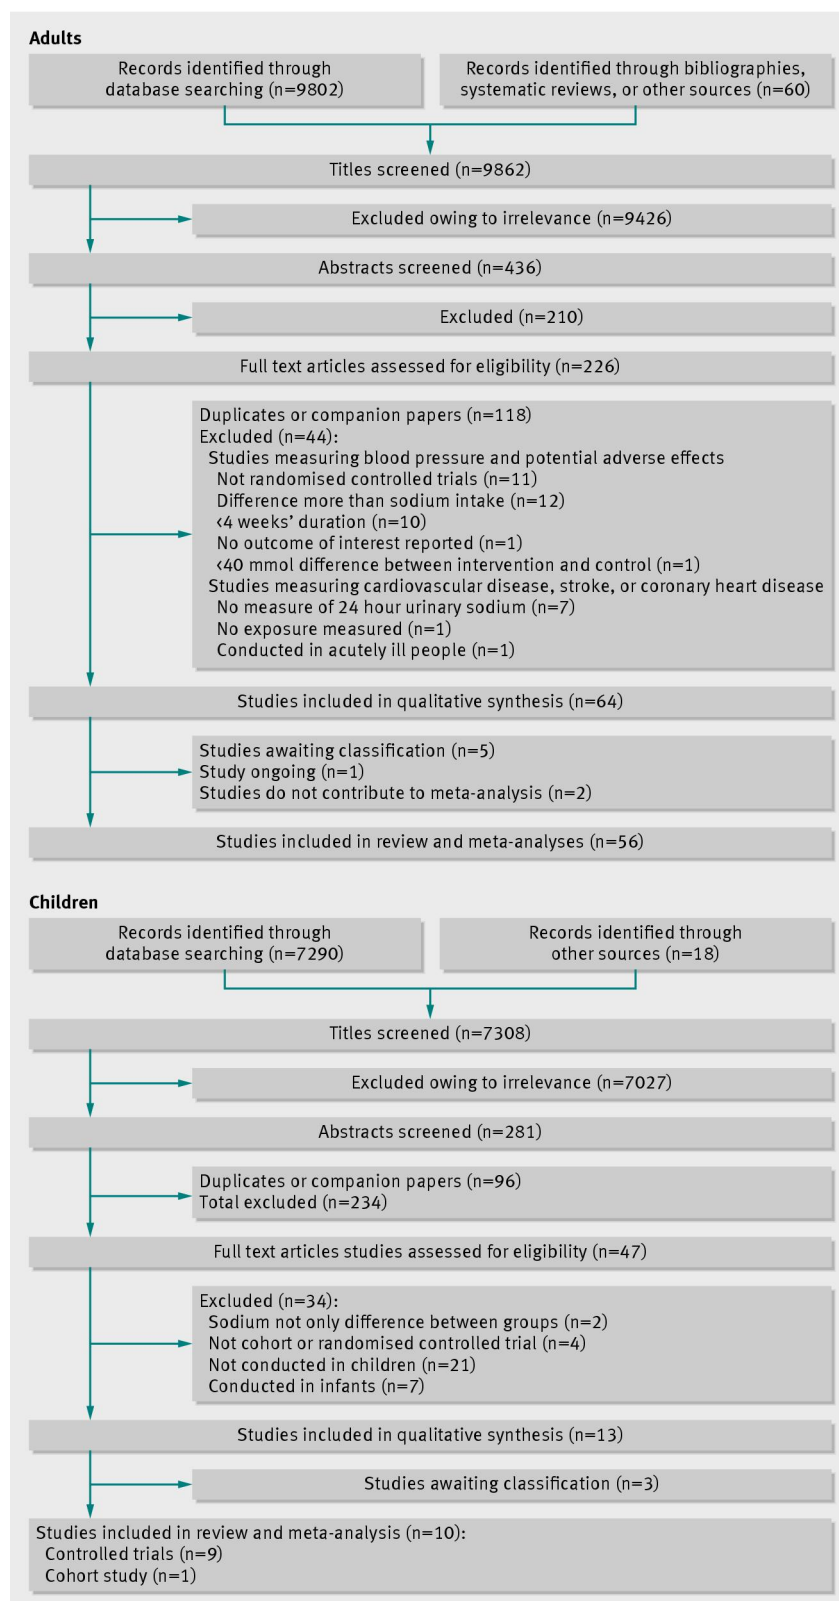 Adults
Records identified through
database searching (n=9802)
Records identified through bibliographies,
systematic reviews, or other sources (n=60)
Titles screened (n=9862)
Excluded owing to irrelevance (n=9426)
Abstracts screened (n=436)
Excluded (n=210)
Full text articles assessed for eligibility (n=226)
Duplicates or companion papers (n=118)
Excluded (n=44):
Studies measuring blood pressure and potential adverse effects
Not randomised controlled trials (n=11)
Difference more than sodium intake (n=12)
<4 weeks’ duration (n=10)
No outcome of interest reported (n=1)
<40 mmol difference between intervention and control (n=1)
Studies measuring cardiovascular disease, stroke, or coronary heart disease
No measure of 24 hour urinary sodium (n=7)
No exposure measured (n=1)
Conducted in acutely ill people (n=1)
Studies included in qualitative synthesis (n=64)
Studies awaiting classification (n=5)
Study ongoing (n=1)
Studies do not contribute to meta-analysis (n=2)
Studies included in review and meta-analyses (n=56)
Children
Records identified through
database searching (n=7290)
Records identified through
other sources (n=18)
Titles screened (n=7308)
Excluded owing to irrelevance (n=7027)
Abstracts screened (n=281)
Duplicates or companion papers (n=96)
Total excluded (n=234)
Full text articles studies assessed for eligibility (n=47)
Excluded (n=34):
Sodium not only difference between groups (n=2)
Not cohort or randomised controlled trial (n=4)
Not conducted in children (n=21)
Conducted in infants (n=7)
Studies included in qualitative synthesis (n=13)
Studies awaiting classification (n=3)
Studies included in review and meta-analysis (n=10):
Controlled trials (n=9)
Cohort study (n=1)